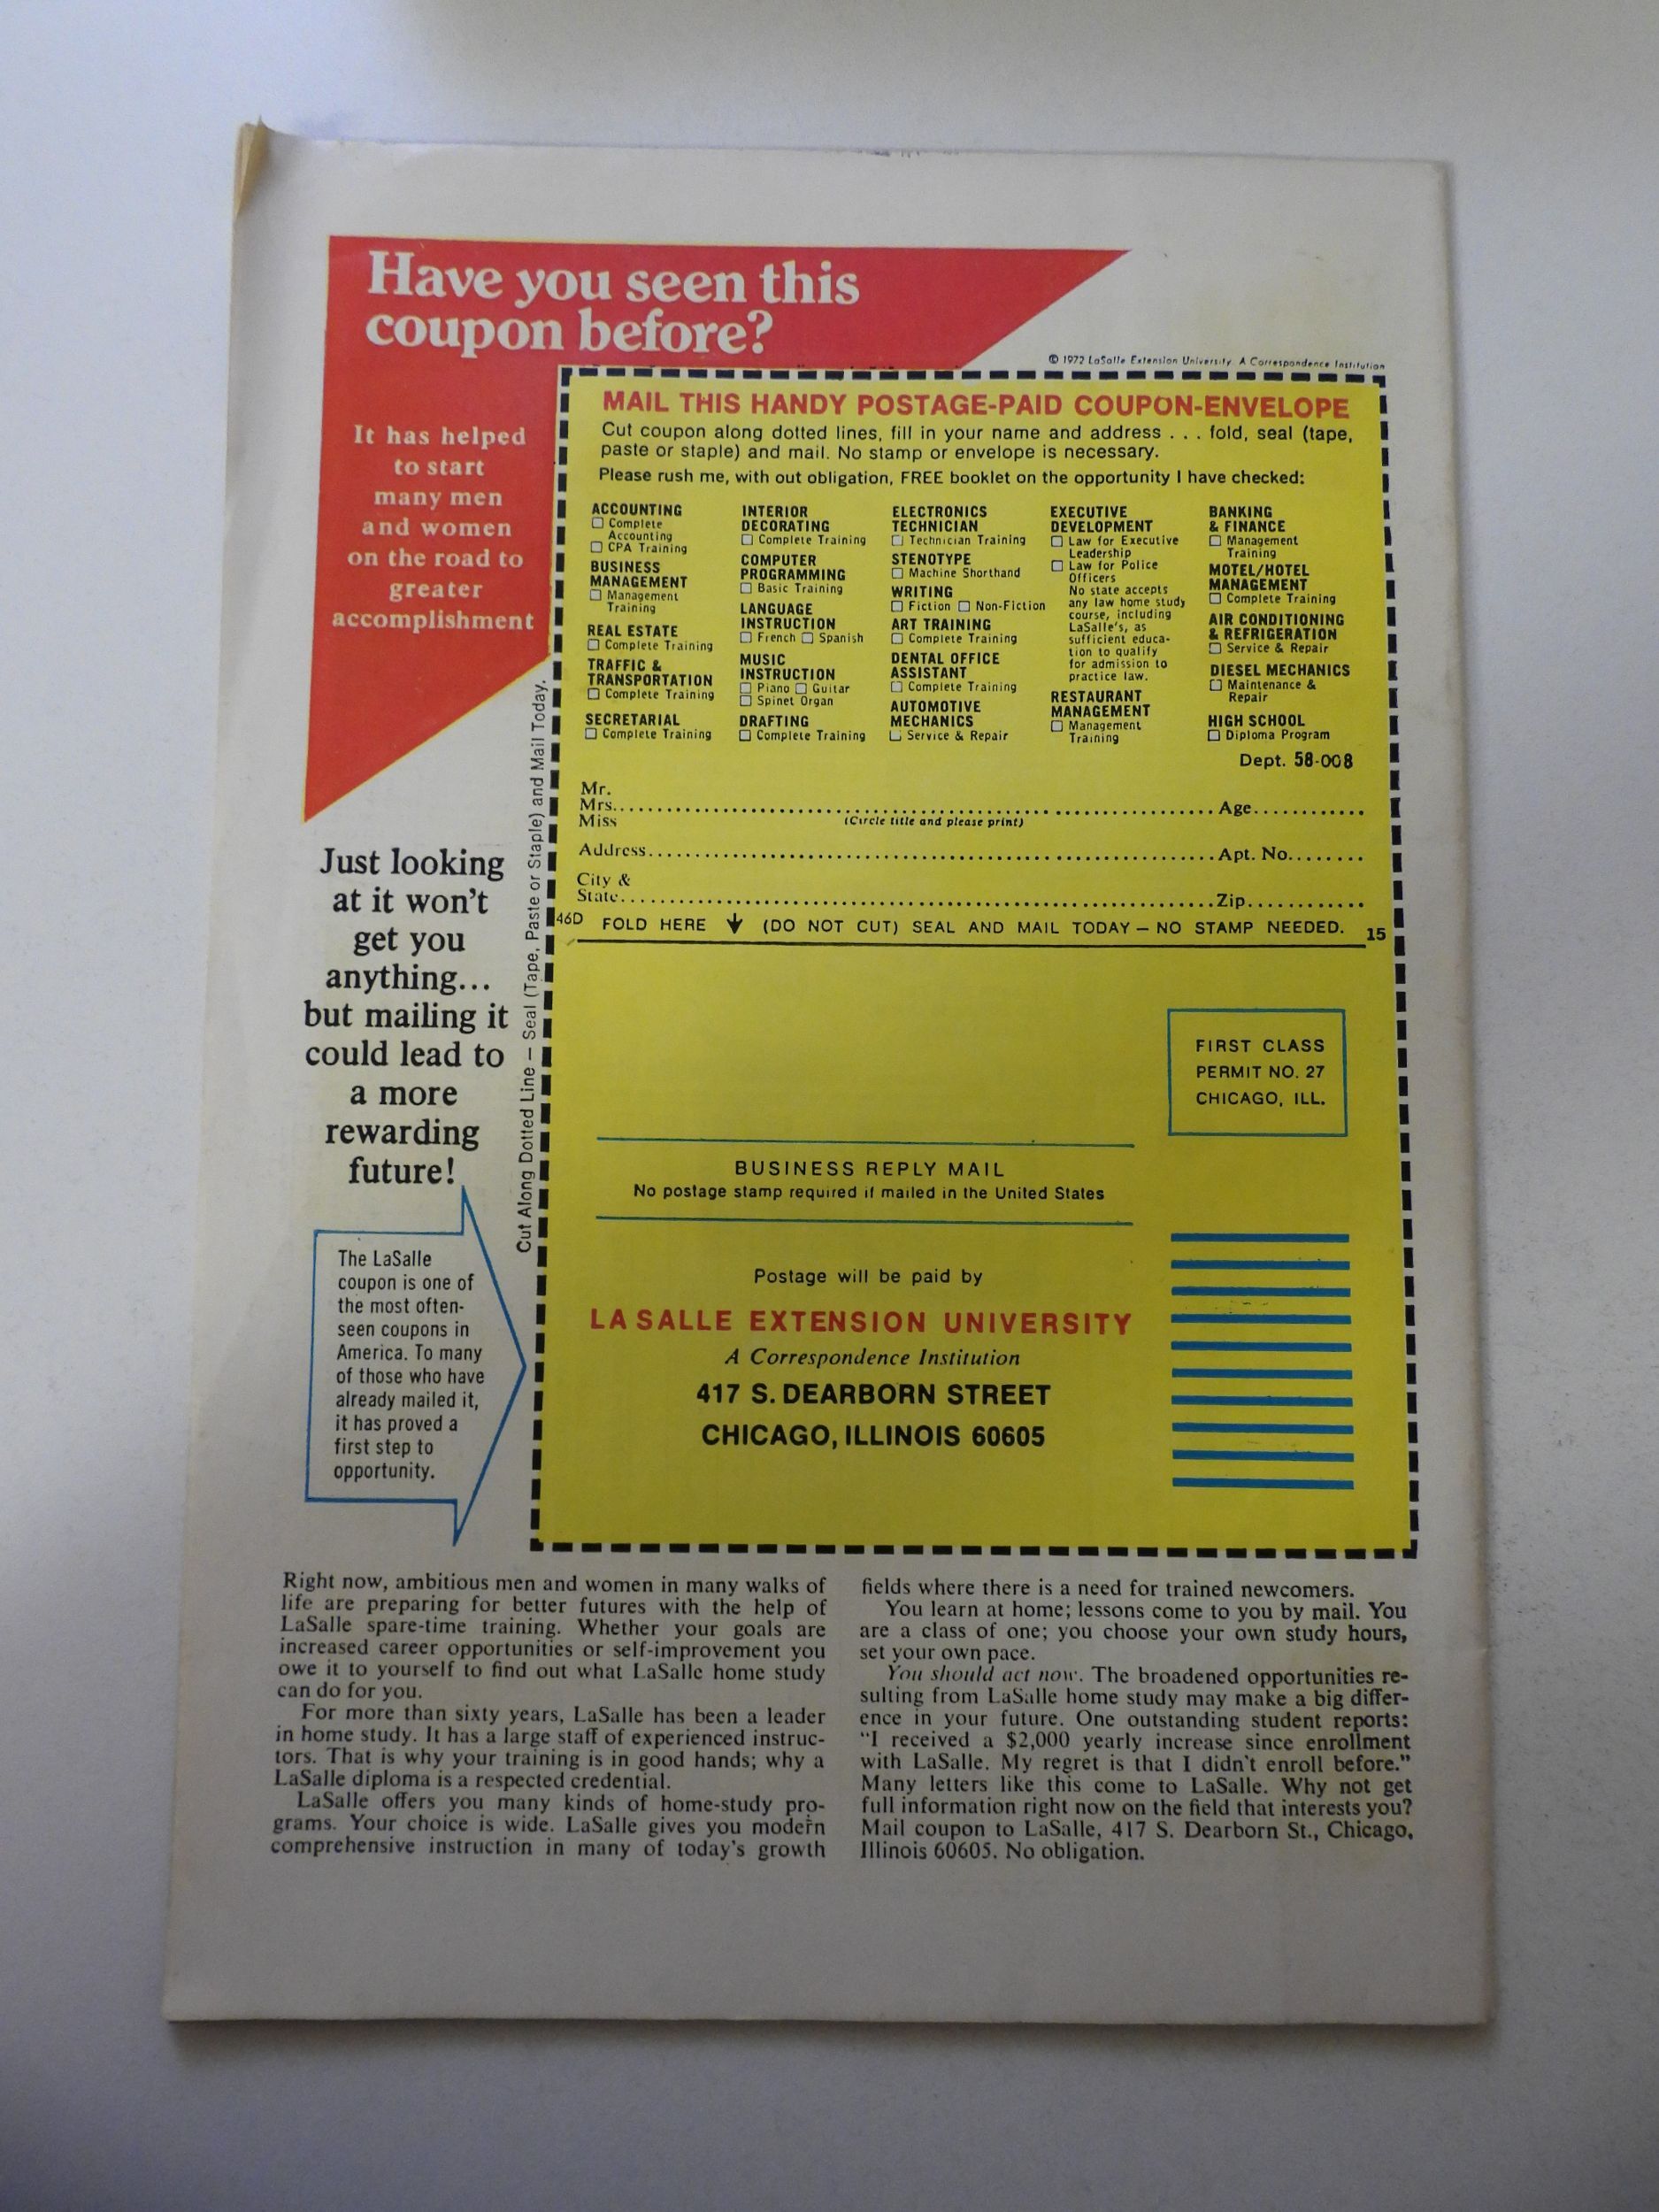 Have you seen this
coupon before?
It has helped
to start
many men
and women
on the road to
greater
accomplishment
Just looking
at it won't
get you
anything...
but mailing it
could lead to
a more
rewarding
future!
The LaSalle
coupon is one of
the most often-
seen coupons in
America. To many
of those who have
already mailed it,
it has proved a
first step to
opportunity.
Cut Along Dotted Line — Seal (Tape, Paste or Staple) and Mail Today.
© 1972 LaSalle Extension University A Correspondence Institution
MAIL THIS HANDY POSTAGE-PAID COUPON-ENVELOPE
Cut coupon along dotted lines, fill in your name and address . . . fold, seal (tape,
paste or staple) and mail. No stamp or envelope is necessary.
Please rush me, with out obligation, FREE booklet on the opportunity I have checked:
ACCOUNTING
☐ Complete
Accounting
☐ CPA Training
BUSINESS
MANAGEMENT
☐ Management
Training
REAL ESTATE
☐ Complete Training
TRAFFIC &
TRANSPORTATION
☐ Complete Training
SECRETARIAL
☐ Complete Training
INTERIOR
DECORATING
☐ Complete Training
COMPUTER
PROGRAMMING
☐ Basic Training
LANGUAGE
INSTRUCTION
☐ French ☐ Spanish
MUSIC
INSTRUCTION
☐ Piano ☐ Guitar
☐ Spinet Organ
DRAFTING
☐ Complete Training
ELECTRONICS
TECHNICIAN
☐ Technician Training
STENOTYPE
☐ Machine Shorthand
WRITING
☐ Fiction ☐ Non-Fiction
ART TRAINING
☐ Complete Training
DENTAL OFFICE
ASSISTANT
☐ Complete Training
AUTOMOTIVE
MECHANICS
☐ Service & Repair
EXECUTIVE
DEVELOPMENT
☐ Law for Executive
Leadership
☐ Law for Police
Officers
No state accepts
any law home study
course, including
LaSalle's, as
sufficient educa-
tion to qualify
for admission to
practice law.
RESTAURANT
MANAGEMENT
☐ Management
Training
BANKING
& FINANCE
☐ Management
Training
MOTEL/HOTEL
MANAGEMENT
☐ Complete Training
AIR CONDITIONING
& REFRIGERATION
☐ Service & Repair
DIESEL MECHANICS
☐ Maintenance &
Repair
HIGH SCHOOL
☐ Diploma Program
Dept. 58-008
Mr.
Mrs. Age
Miss (Circle title and please print)
Address Apt. No.
City &
State Zip
46D FOLD HERE ↓ (DO NOT CUT) SEAL AND MAIL TODAY — NO STAMP NEEDED. 15
FIRST CLASS
PERMIT NO. 27
CHICAGO, ILL.
BUSINESS REPLY MAIL
No postage stamp required if mailed in the United States
Postage will be paid by
LA SALLE EXTENSION UNIVERSITY
A Correspondence Institution
417 S. DEARBORN STREET
CHICAGO, ILLINOIS 60605
Right now, ambitious men and women in many walks of
life are preparing for better futures with the help of
LaSalle spare-time training. Whether your goals are
increased career opportunities or self-improvement you
owe it to yourself to find out what LaSalle home study
can do for you.
For more than sixty years, LaSalle has been a leader
in home study. It has a large staff of experienced instruc-
tors. That is why your training is in good hands; why a
LaSalle diploma is a respected credential.
LaSalle offers you many kinds of home-study pro-
grams. Your choice is wide. LaSalle gives you modern
comprehensive instruction in many of today's growth
fields where there is a need for trained newcomers.
You learn at home; lessons come to you by mail. You
are a class of one; you choose your own study hours,
set your own pace.
You should act now. The broadened opportunities re-
sulting from LaSalle home study may make a big differ-
ence in your future. One outstanding student reports:
"I received a $2,000 yearly increase since enrollment
with LaSalle. My regret is that I didn't enroll before."
Many letters like this come to LaSalle. Why not get
full information right now on the field that interests you?
Mail coupon to LaSalle, 417 S. Dearborn St., Chicago,
Illinois 60605. No obligation.